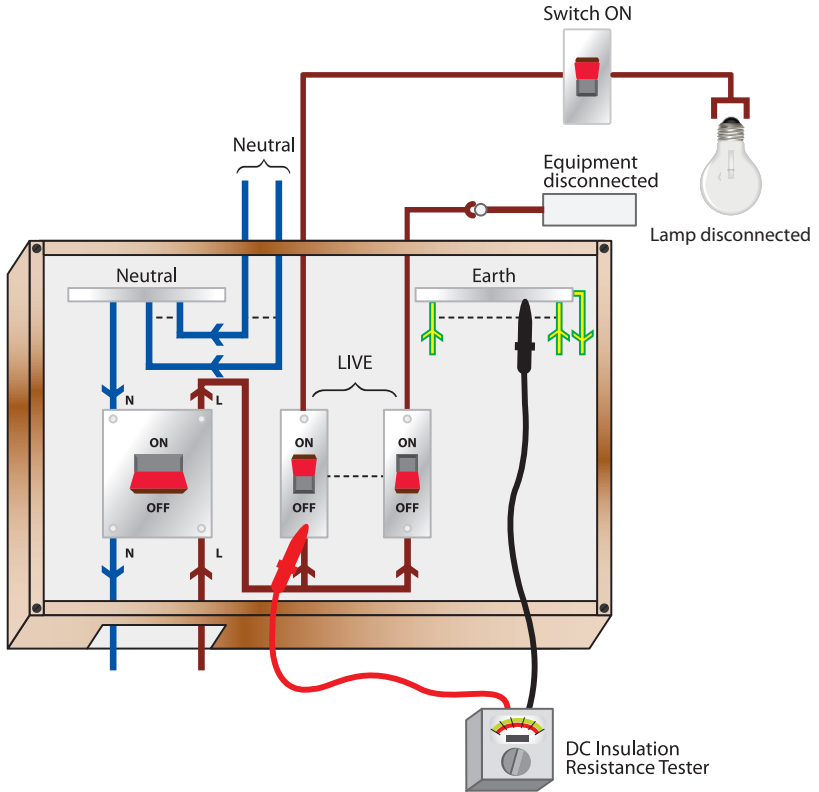 Switch ON
Neutral
Equipment
disconnected
Lamp disconnected
Neutral
Earth
LIVE
N
L
ON
OFF
ON
OFF
ON
OFF
N
L
DC Insulation
Resistance Tester